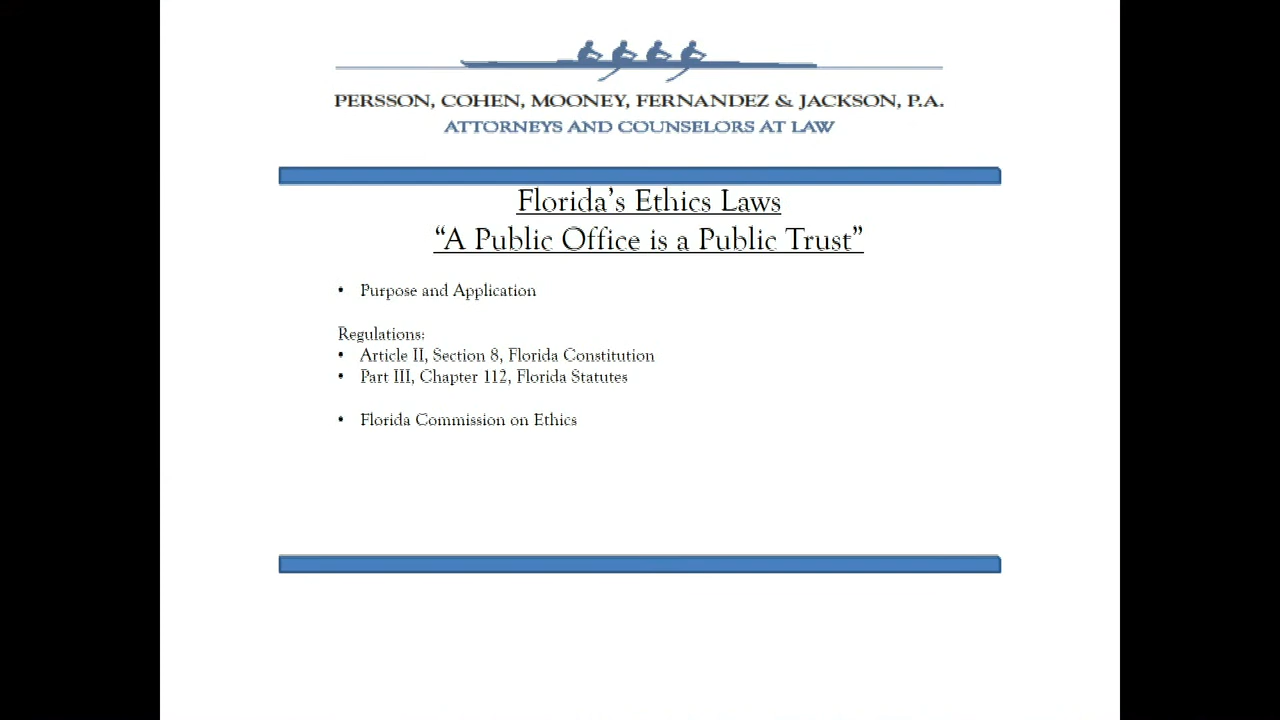 PERSSON, COHEN, MOONEY, FERNANDEZ & JACKSON, P.A.
ATTORNEYS AND COUNSELORS AT LAW
Florida’s Ethics Laws
“A Public Office is a Public Trust”
• Purpose and Application
Regulations:
• Article II, Section 8, Florida Constitution
• Part III, Chapter 112, Florida Statutes
• Florida Commission on Ethics